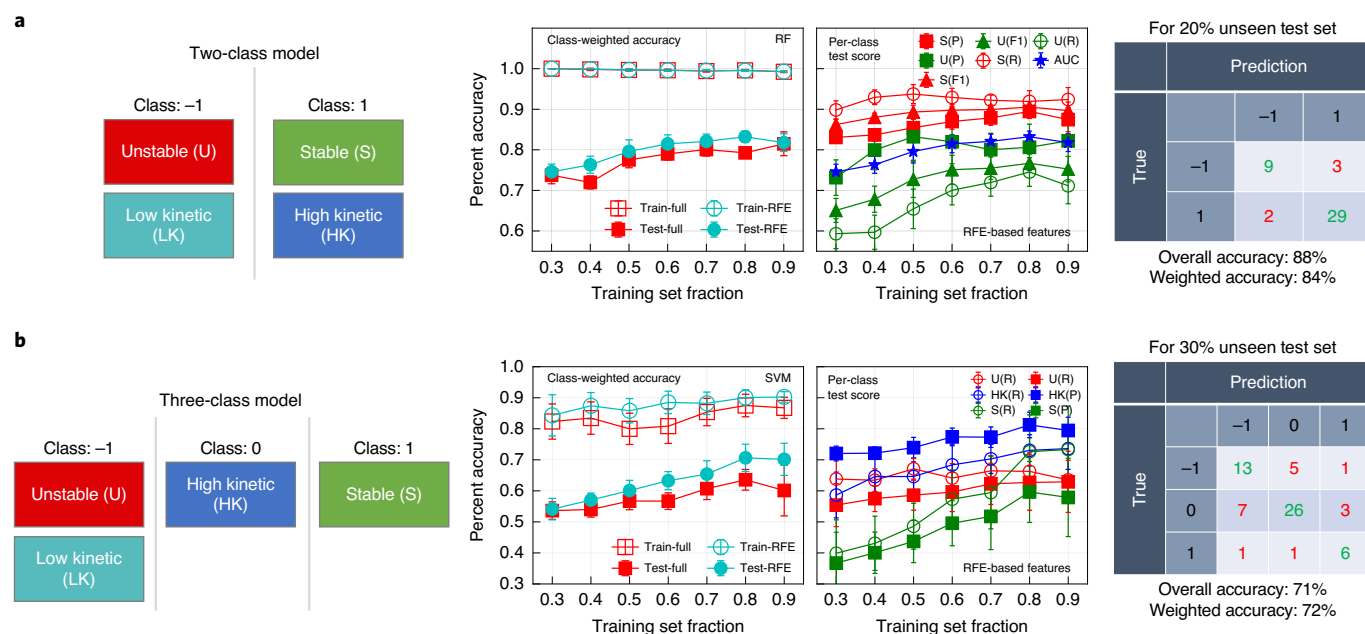 a
Two-class model
Class: –1
Class: 1
Unstable (U)
Stable (S)
Low kinetic
(LK)
High kinetic
(HK)
Percent accuracy
1.0
0.9
0.8
0.7
0.6
Class-weighted accuracy
RF
Train-full
Train-RFE
Test-full
Test-RFE
0.3 0.4 0.5 0.6 0.7 0.8 0.9
Training set fraction
Per-class
test score
S(P)
U(F1)
U(R)
U(P)
S(R)
AUC
S(F1)
RFE-based features
0.3 0.4 0.5 0.6 0.7 0.8 0.9
Training set fraction
For 20% unseen test set
Prediction
True
–1 1
–1 9 3
1 2 29
Overall accuracy: 88%
Weighted accuracy: 84%
b
Three-class model
Class: –1
Class: 0
Class: 1
Unstable (U)
High kinetic
(HK)
Stable (S)
Low kinetic
(LK)
Percent accuracy
1.0
0.9
0.8
0.7
0.6
0.5
0.4
0.3
Class-weighted accuracy
SVM
Train-full
Train-RFE
Test-full
Test-RFE
0.3 0.4 0.5 0.6 0.7 0.8 0.9
Training set fraction
Per-class
test score
U(R)
U(R)
HK(R)
HK(P)
S(R)
S(P)
RFE-based features
0.3 0.4 0.5 0.6 0.7 0.8 0.9
Training set fraction
For 30% unseen test set
Prediction
True
–1 0 1
–1 13 5 1
0 7 26 3
1 1 1 6
Overall accuracy: 71%
Weighted accuracy: 72%